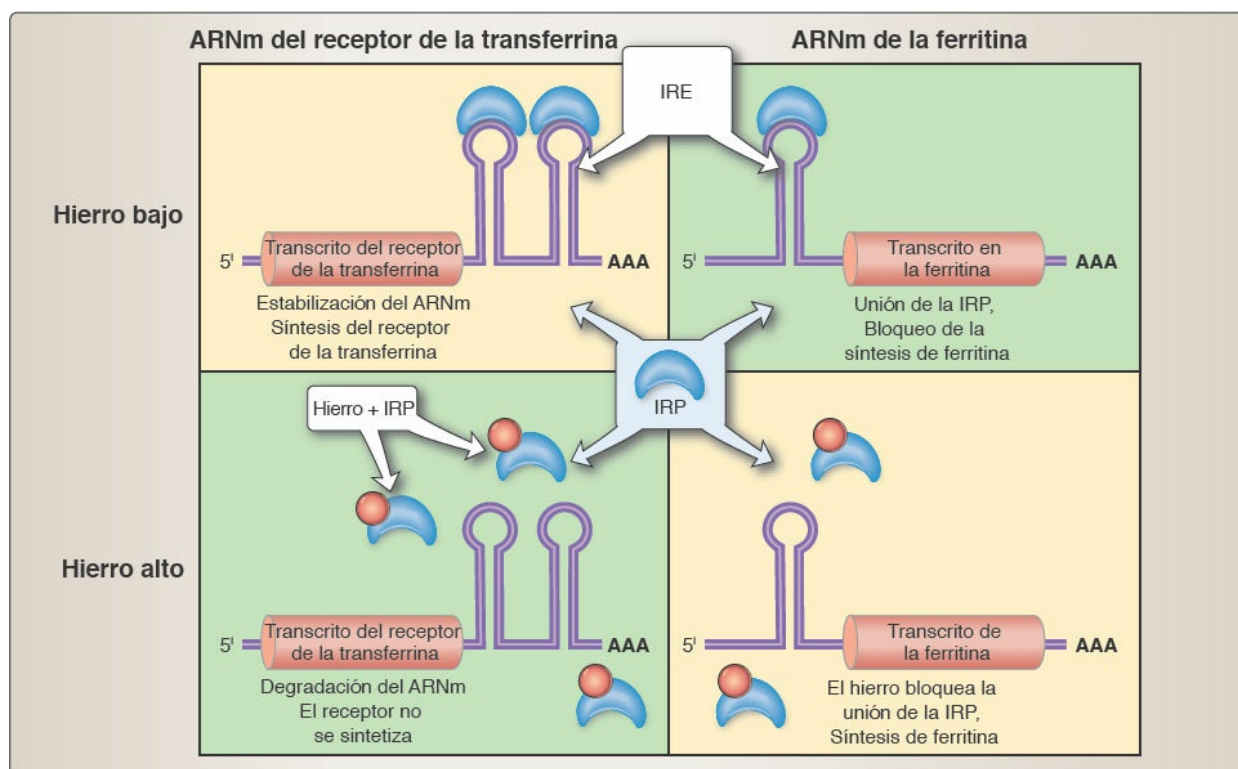 ARNm del receptor de la transferrina
ARNm de la ferritina
IRE
Hierro bajo
5'
Transcrito del receptor
de la transferrina
AAA
Estabilización del ARNm
Síntesis del receptor
de la transferrina
5'
Transcrito en
la ferritina
AAA
Unión de la IRP,
Bloqueo de la
síntesis de ferritina
IRP
Hierro + IRP
Hierro alto
5'
Transcrito del receptor
de la transferrina
AAA
Degradación del ARNm
El receptor no
se sintetiza
5'
Transcrito de
la ferritina
AAA
El hierro bloquea la
unión de la IRP,
Síntesis de ferritina